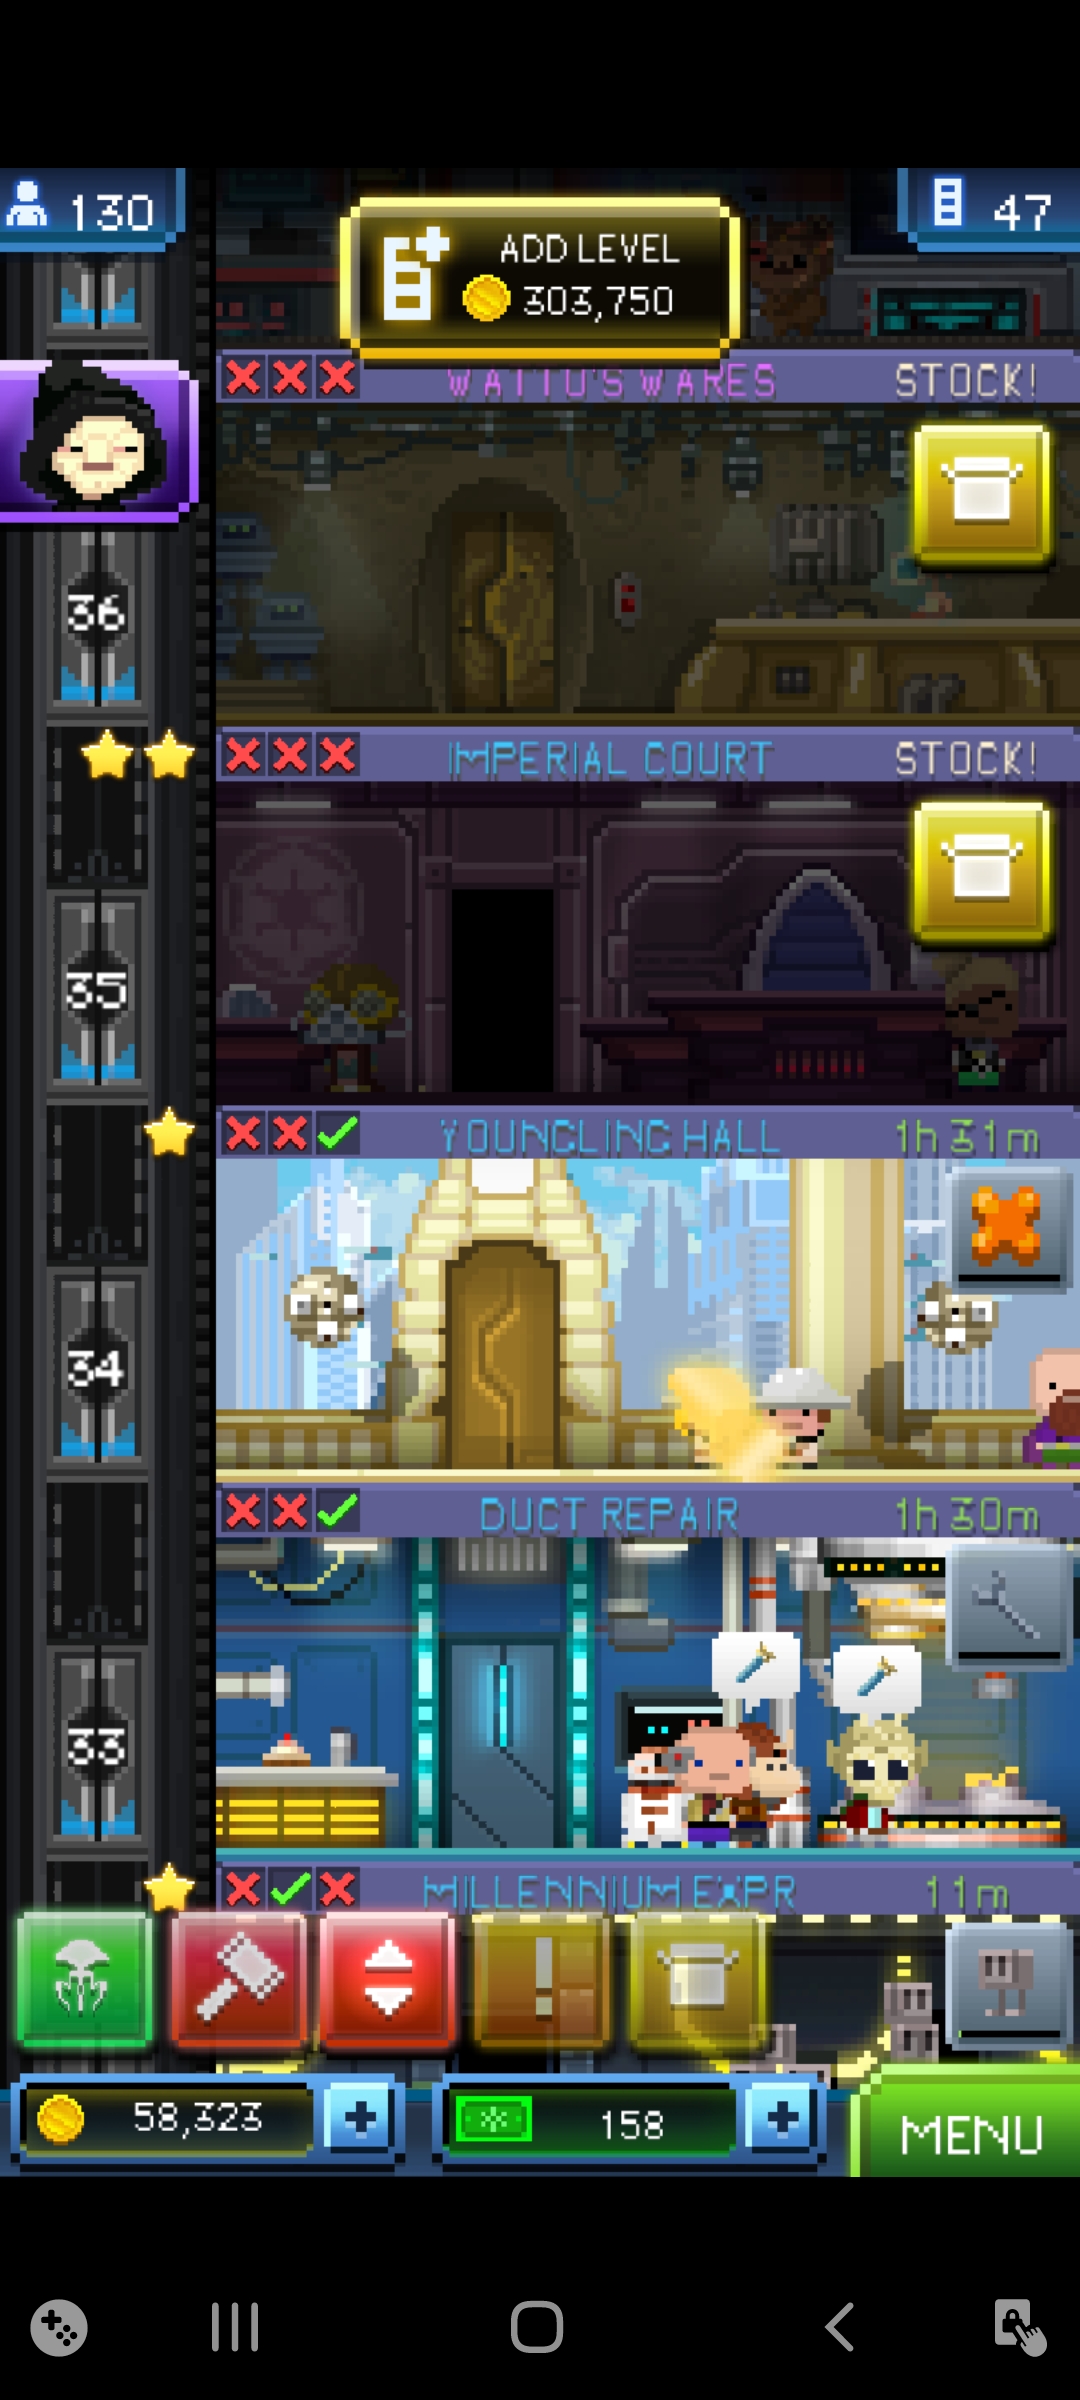 130
47
ADD LEVEL
303,750
WATTO'S WARES
STOCK!
36
IMPERIAL COURT
STOCK!
35
YOUNGLING HALL
1h 31m
34
DUCT REPAIR
1h 30m
33
MILLENNIUM EXPR
11m
58,323
158
MENU